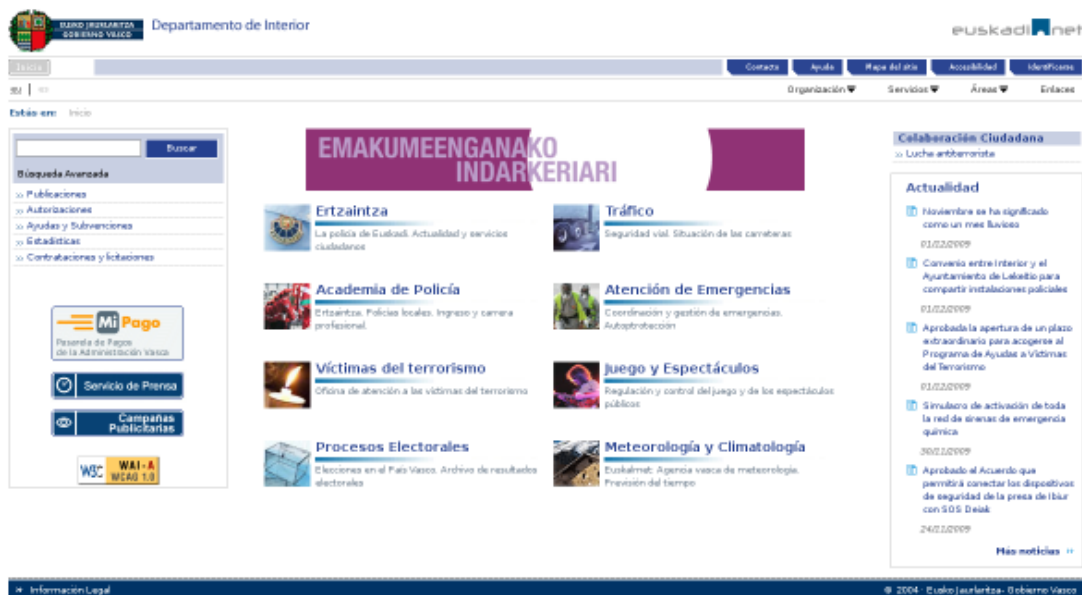 EUSKO JAURLARITZA
GOBIERNO VASCO
Departamento de Interior
euskadi.net
Inicio
Contacto
Ayuda
Mapa del sitio
Accesibilidad
Identificarse
eu
Organización
Servicios
Áreas
Enlaces
Estás en: Inicio
Buscar
Búsqueda Avanzada
Publicaciones
Autorizaciones
Ayudas y Subvenciones
Estadísticas
Contrataciones y licitaciones
Mi Pago
Pasarela de Pagos
de la Administración Vasca
Servicio de Prensa
Campañas
Publicitarias
W3C WAI-A
WCAG 1.0
EMAKUMEENGANAKO
INDARKERIARI
Ertzaintza
La policía de Euskadi. Actualidad y servicios
ciudadanos
Tráfico
Seguridad vial. Situación de las carreteras
Academia de Policía
Ertzaintza. Policías locales. Ingreso y carrera
profesional.
Atención de Emergencias
Coordinación y gestión de emergencias.
Autoprotección
Víctimas del terrorismo
Oficina de atención a las víctimas del terrorismo
Juego y Espectáculos
Regulación y control del juego y de los espectáculos
públicos
Procesos Electorales
Elecciones en el País Vasco. Archivo de resultados
electorales
Meteorología y Climatología
Euskalmet: Agencia vasca de meteorología.
Previsión del tiempo
Colaboración Ciudadana
Lucha antiterrorista
Actualidad
Noviembre se ha significado
como un mes lluvioso
01/12/2009
Convenio entre Interior y el
Ayuntamiento de Lekeitio para
compartir instalaciones policiales
01/12/2009
Aprobada la apertura de un plazo
extraordinario para acogerse al
Programa de Ayudas a Víctimas
del Terrorismo
01/12/2009
Simulacro de activación de toda
la red de sirenas de emergencia
química
30/11/2009
Aprobado el Acuerdo que
permitirá conectar los dispositivos
de seguridad de la presa de Ibiur
con SOS Deiak
24/11/2009
Más noticias
Información Legal
© 2004 - Eusko Jaurlaritza - Gobierno Vasco